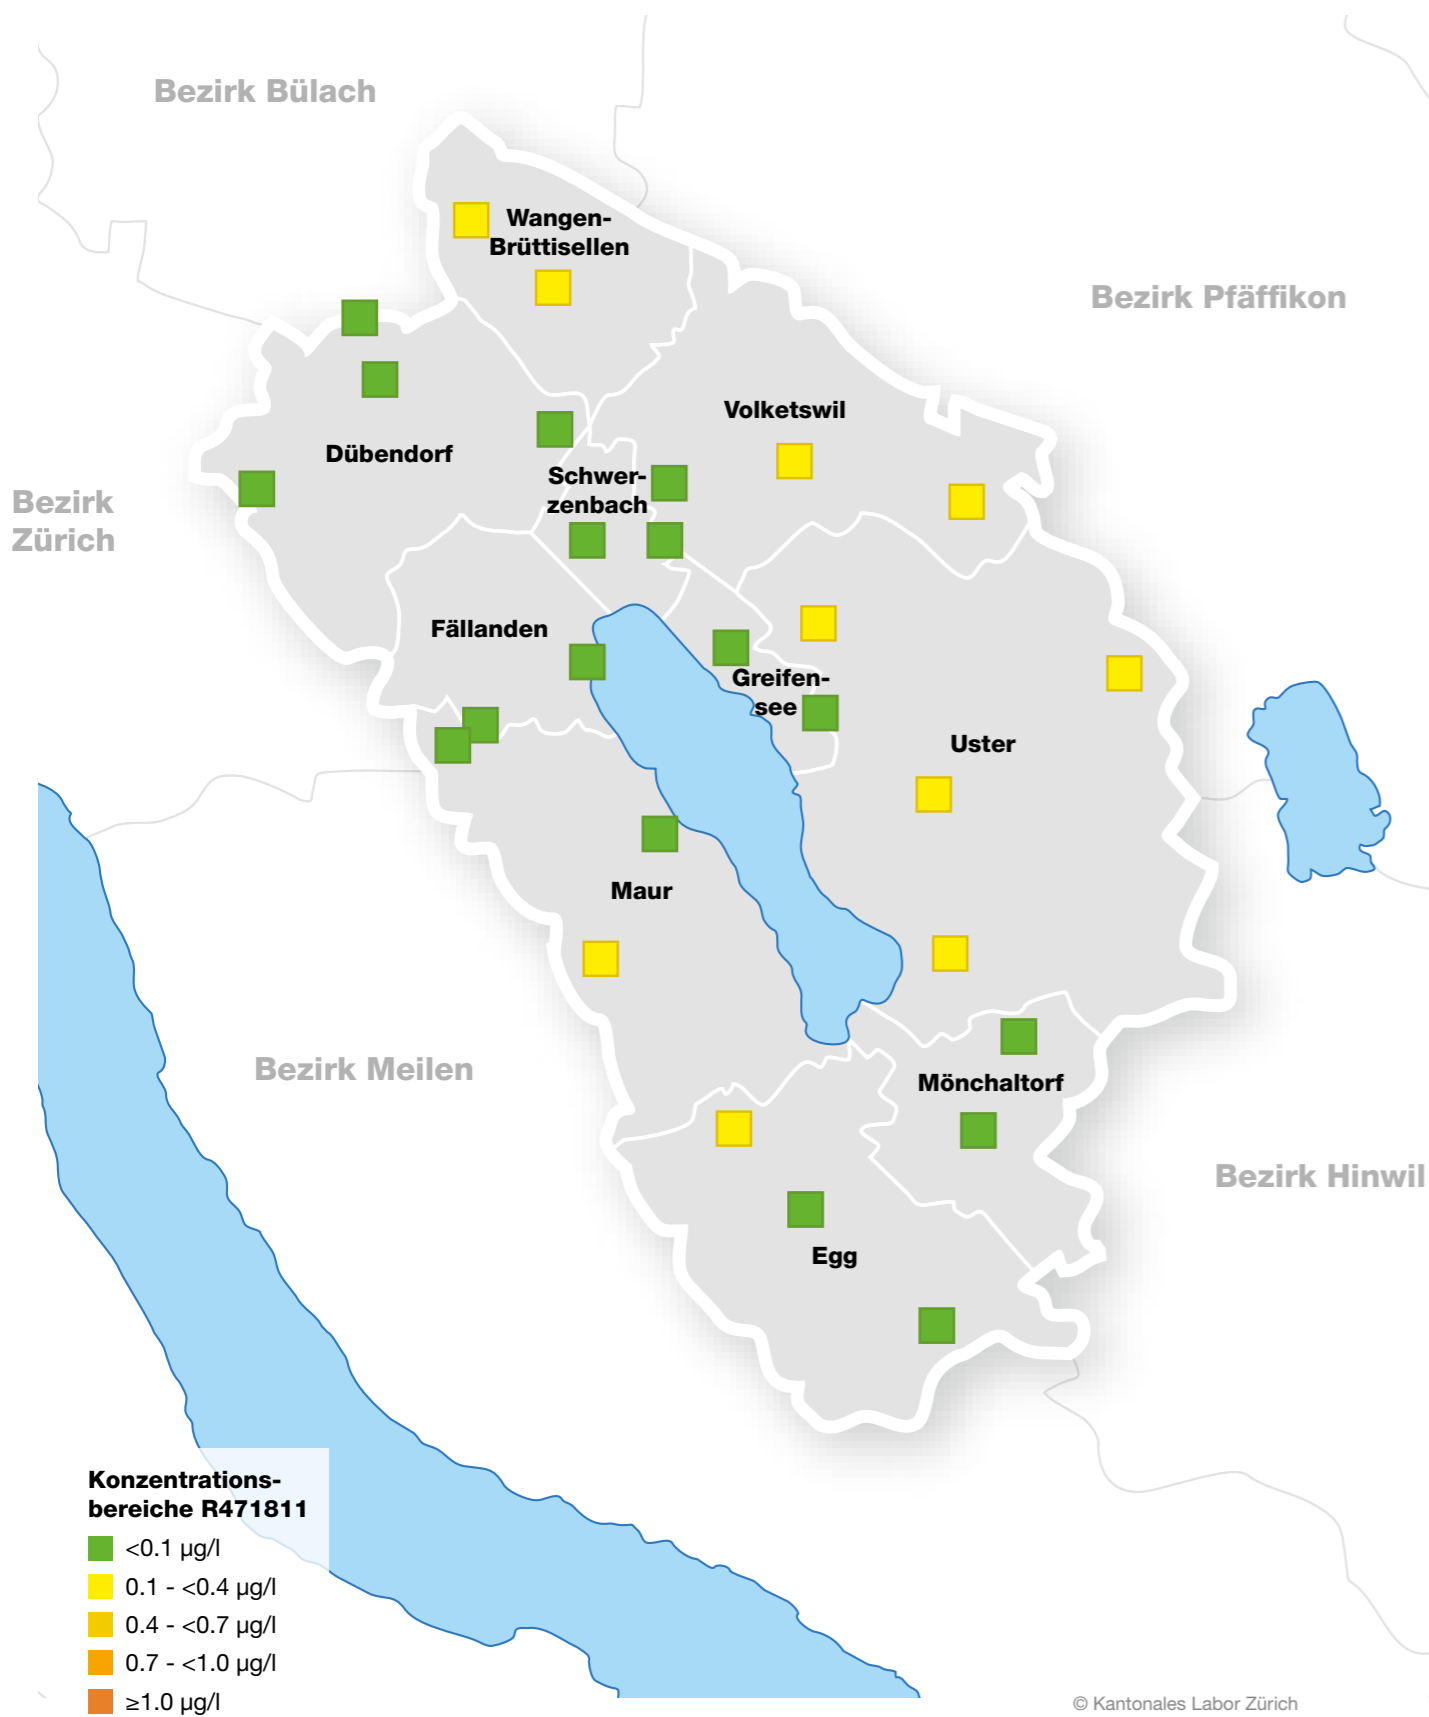 Bezirk Bülach
Wangen-
Brüttisellen
Bezirk Pfäffikon
Volketswil
Dübendorf
Schwer-
zenbach
Bezirk
Zürich
Fällanden
Greifen-
see
Uster
Maur
Bezirk Meilen
Mönchaltorf
Bezirk Hinwil
Egg
Konzentrations-
bereiche R471811
<0.1 µg/l
0.1 - <0.4 µg/l
0.4 - <0.7 µg/l
0.7 - <1.0 µg/l
≥1.0 µg/l
© Kantonales Labor Zürich